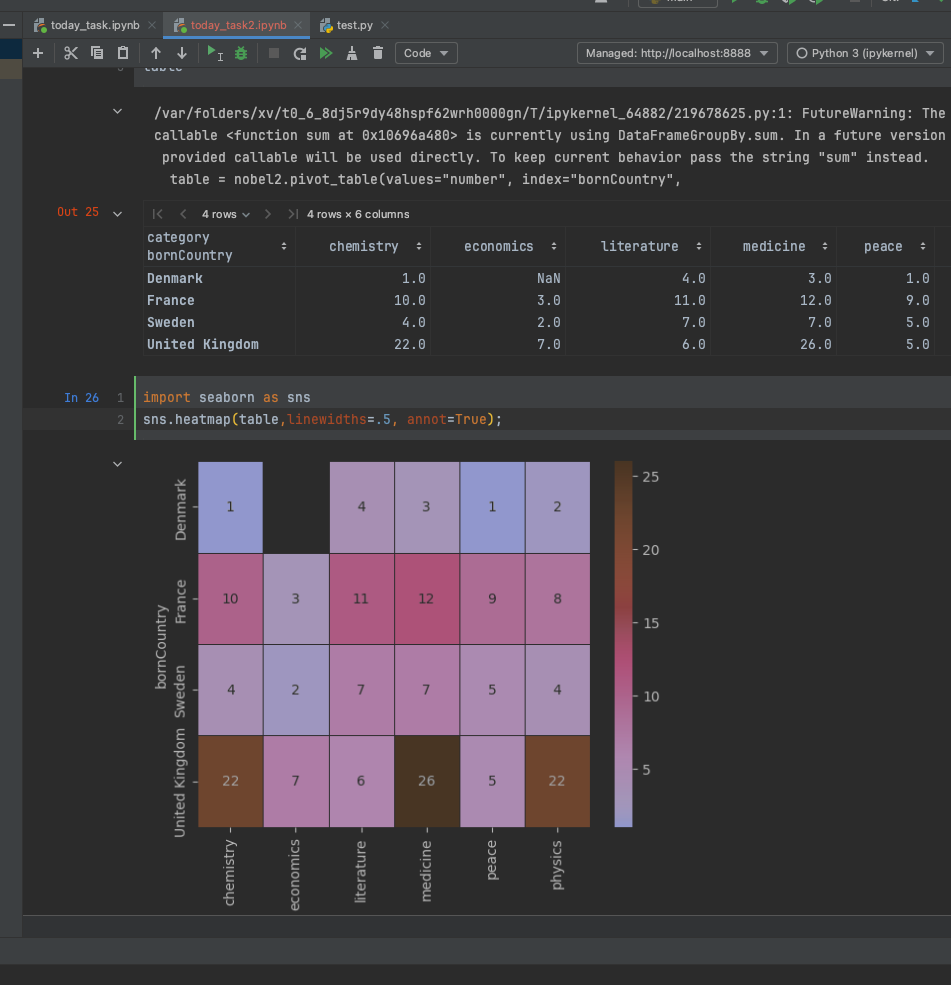 today_task.ipynb
today_task2.ipynb
test.py
Code
Managed: http://localhost:8888
Python 3 (ipykernel)
table
/var/folders/xv/t0_6_8dj5r9dy48hspf62wrh0000gn/T/ipykernel_64882/219678625.py:1: FutureWarning: The
callable <function sum at 0x10696a480> is currently using DataFrameGroupBy.sum. In a future version
provided callable will be used directly. To keep current behavior pass the string "sum" instead.
table = nobel2.pivot_table(values="number", index="bornCountry",
Out 25
4 rows
4 rows × 6 columns
category chemistry economics literature medicine peace
bornCountry
Denmark 1.0 NaN 4.0 3.0 1.0
France 10.0 3.0 11.0 12.0 9.0
Sweden 4.0 2.0 7.0 7.0 5.0
United Kingdom 22.0 7.0 6.0 26.0 5.0
In 26 1 import seaborn as sns
2 sns.heatmap(table,linewidths=.5, annot=True);
bornCountry
Denmark 1 4 3 1 2
France 10 3 11 12 9 8
Sweden 4 2 7 7 5 4
United Kingdom 22 7 6 26 5 22
chemistry economics literature medicine peace physics
25
20
15
10
5